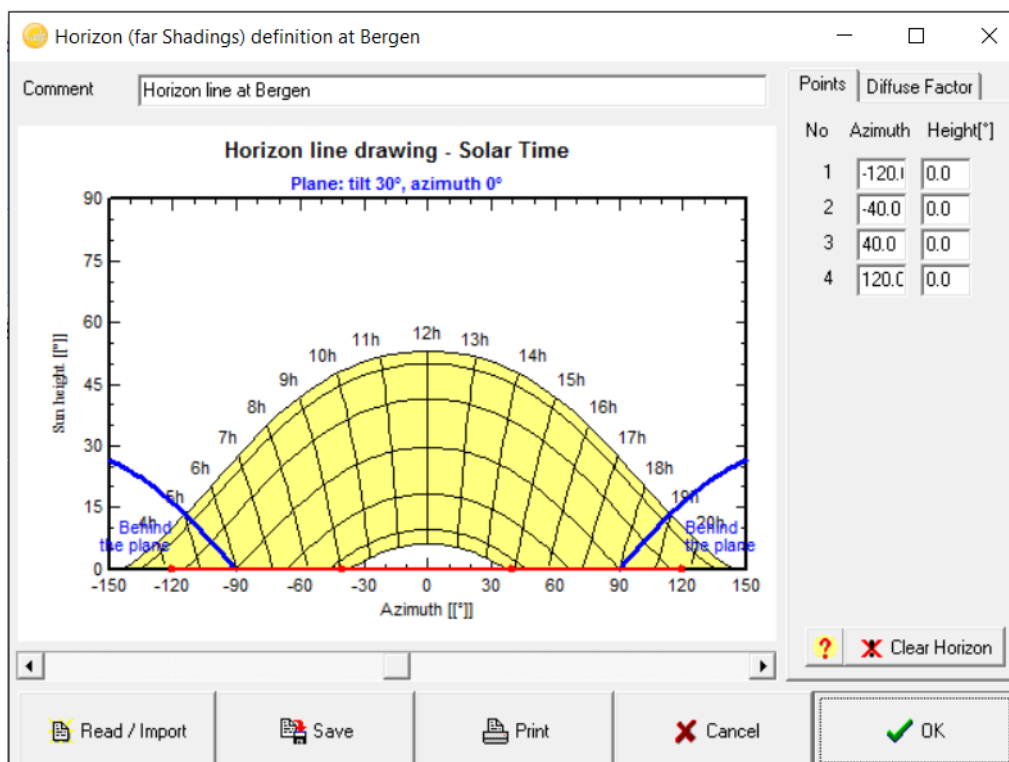 Horizon (far Shadings) definition at Bergen
Comment Horizon line at Bergen
Points Diffuse Factor
No Azimuth Height[°]
1 -120.( 0.0
2 -40.0 0.0
3 40.0 0.0
4 120.0 0.0
Horizon line drawing - Solar Time
Plane: tilt 30°, azimuth 0°
90
75
60
45
30
15
0
Sun height [[°]]
4h
5h
6h
7h
8h
9h
10h
11h
12h
13h
14h
15h
16h
17h
18h
19h
20h
Behind
the plane
Behind
the plane
-150 -120 -90 -60 -30 0 30 60 90 120 150
Azimuth [[°]]
? Clear Horizon
Read / Import Save Print Cancel OK